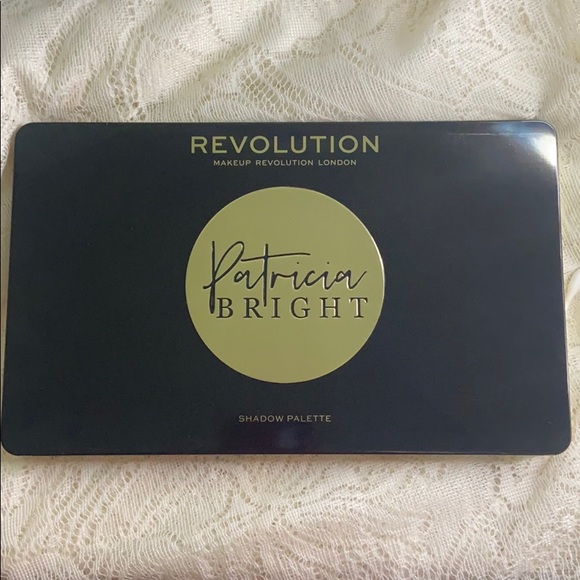 REVOLUTION
MAKEUP REVOLUTION LONDON
Patricia
BRIGHT
SHADOW PALETTE